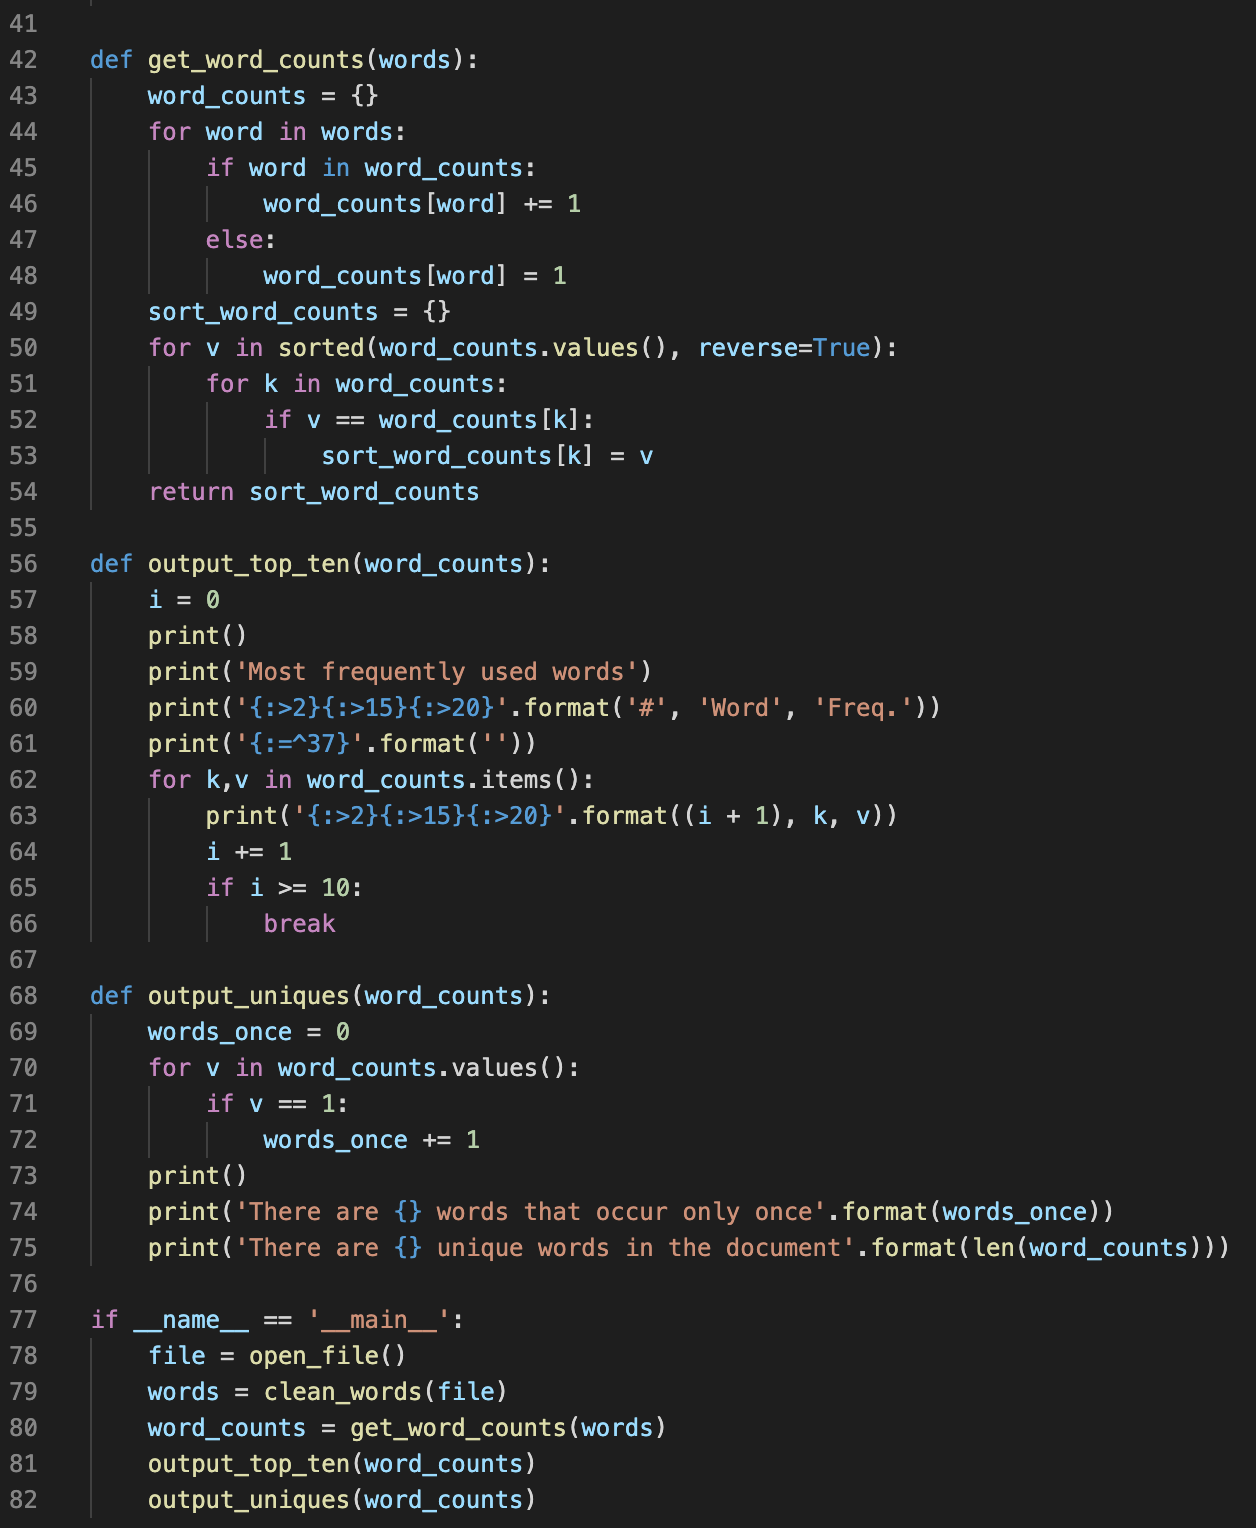 41
42 def get_word_counts(words):
43     word_counts = {}
44     for word in words:
45         if word in word_counts:
46             word_counts[word] += 1
47         else:
48             word_counts[word] = 1
49     sort_word_counts = {}
50     for v in sorted(word_counts.values(), reverse=True):
51         for k in word_counts:
52             if v == word_counts[k]:
53                 sort_word_counts[k] = v
54     return sort_word_counts
55
56 def output_top_ten(word_counts):
57     i = 0
58     print()
59     print('Most frequently used words')
60     print('{:>2}{:>15}{:>20}'.format('#', 'Word', 'Freq.'))
61     print('{:=^37}'.format(''))
62     for k,v in word_counts.items():
63         print('{:>2}{:>15}{:>20}'.format((i + 1), k, v))
64         i += 1
65         if i >= 10:
66             break
67
68 def output_uniques(word_counts):
69     words_once = 0
70     for v in word_counts.values():
71         if v == 1:
72             words_once += 1
73     print()
74     print('There are {} words that occur only once'.format(words_once))
75     print('There are {} unique words in the document'.format(len(word_counts)))
76
77 if __name__ == '__main__':
78     file = open_file()
79     words = clean_words(file)
80     word_counts = get_word_counts(words)
81     output_top_ten(word_counts)
82     output_uniques(word_counts)